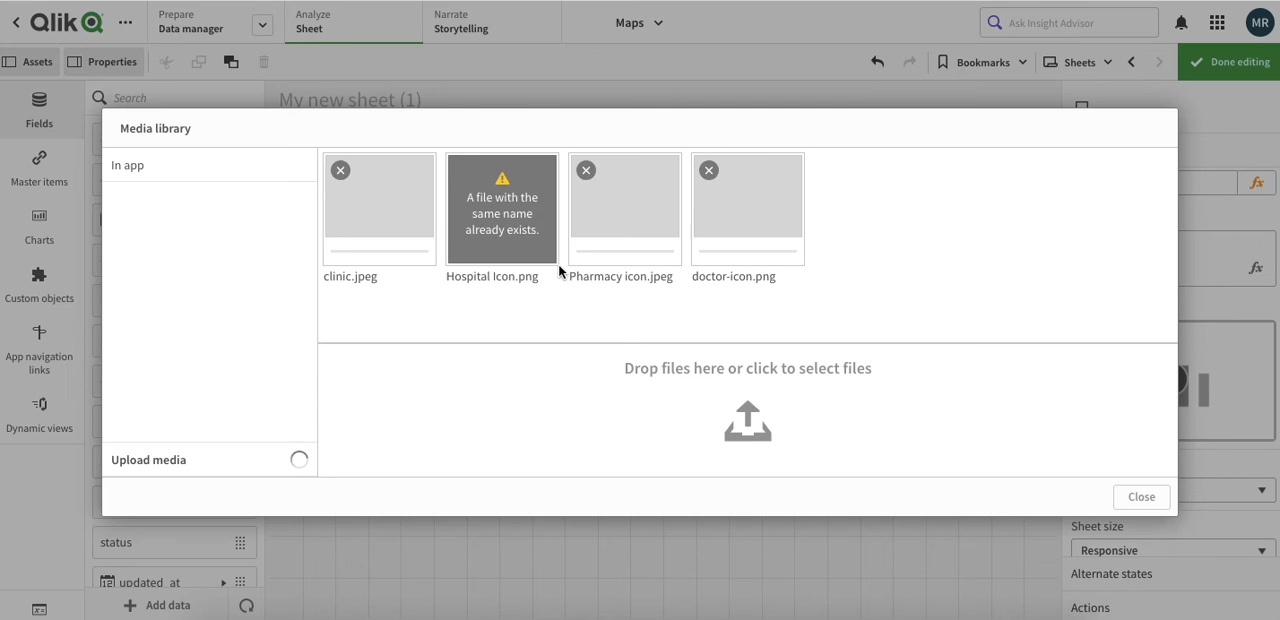 Qlik
Prepare
Data manager
Analyze
Sheet
Narrate
Storytelling
Maps
Ask Insight Advisor
MR
Assets
Properties
Bookmarks
Sheets
Done editing
Fields
Master items
Charts
Custom objects
App navigation
links
Dynamic views
Search
My new sheet (1)
Media library
In app
A file with the
same name
already exists.
clinic.jpeg
Hospital Icon.png
Pharmacy icon.jpeg
doctor-icon.png
Drop files here or click to select files
Upload media
Close
status
updated_at
Add data
fx
fx
Sheet size
Responsive
Alternate states
Actions